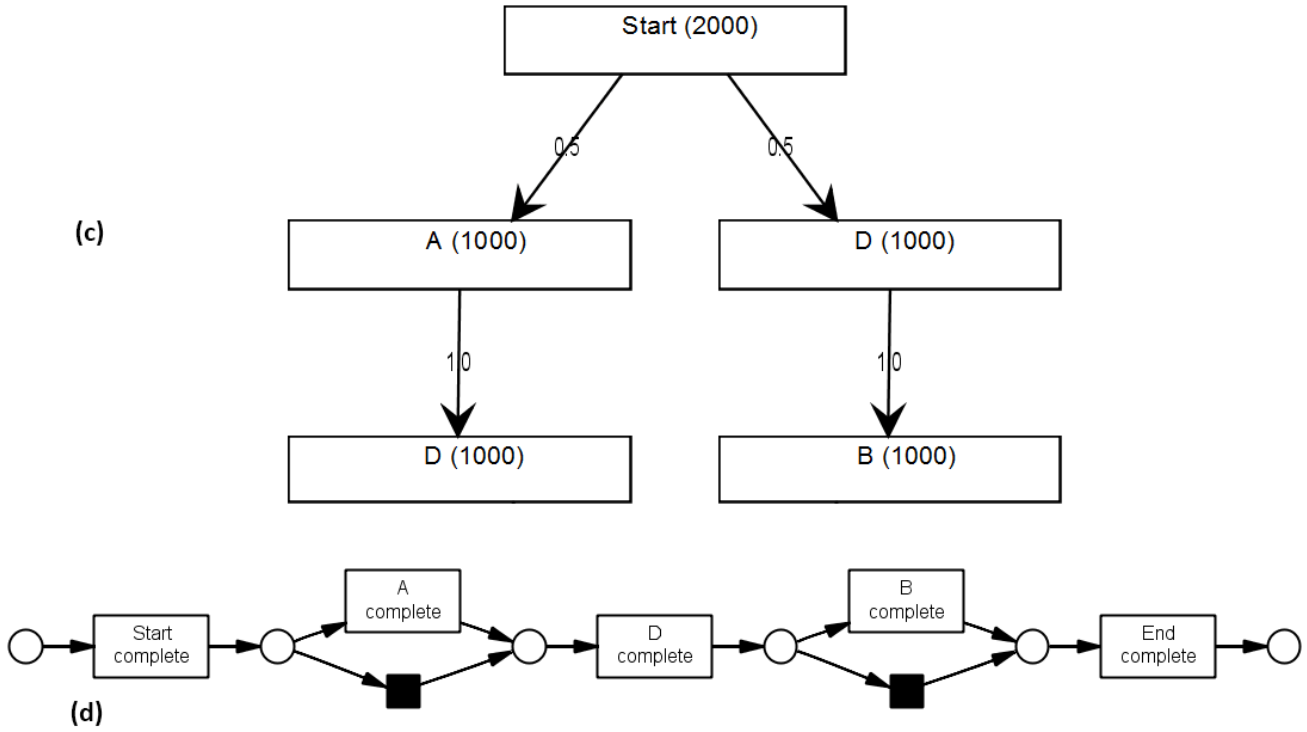 Start (2000)
0.5 0.5
(c)
A (1000) D (1000)
1.0 1.0
D (1000) B (1000)
A
complete
B
complete
Start
complete
D
complete
End
complete
(d)